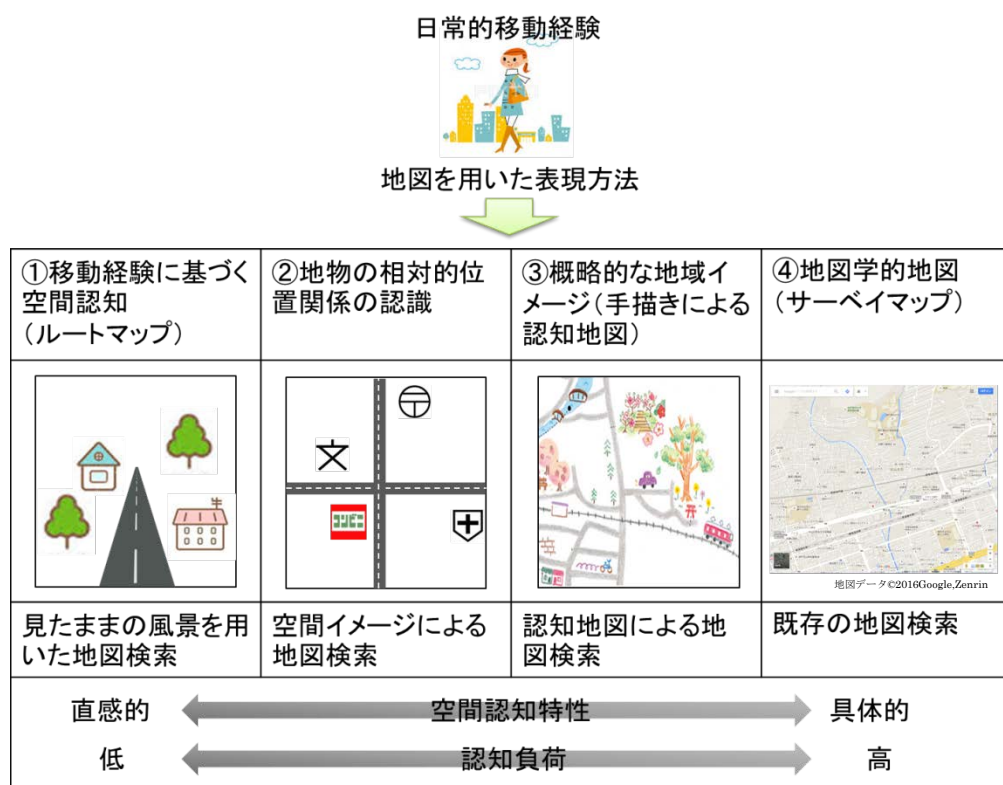 日常的移動経験
地図を用いた表現方法
①移動経験に基づく
空間認知
（ルートマップ）
②地物の相対的位
置関係の認識
③概略的な地域イ
メージ（手描きによる
認知地図）
④地図学的地図
（サーベイマップ）
文
コンビニ
地図データ©2016Google,Zenrin
見たままの風景を用
いた地図検索
空間イメージによる
地図検索
認知地図による地
図検索
既存の地図検索
直感的
空間認知特性
具体的
低
認知負荷
高